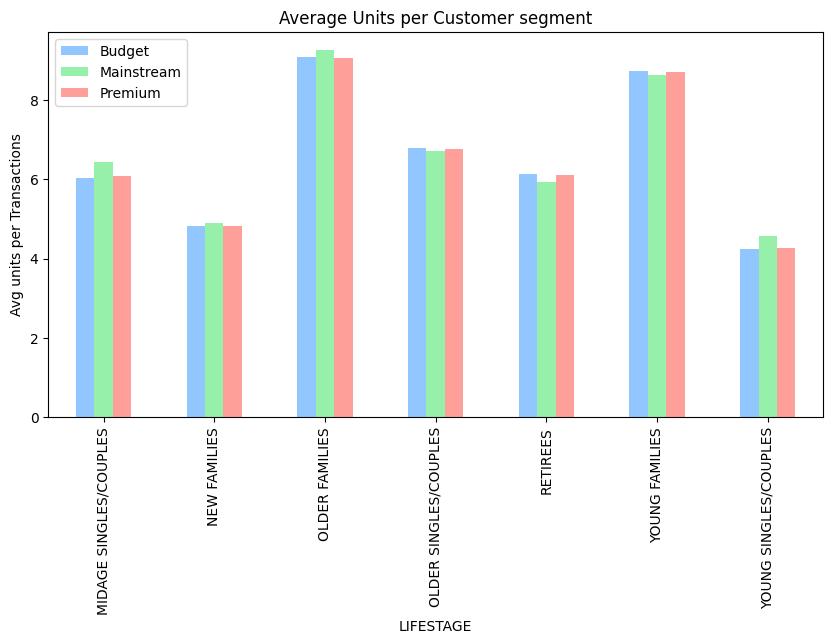 Average Units per Customer segment
Budget
Mainstream
Premium
Avg units per Transactions
8
6
4
2
0
MIDAGE SINGLES/COUPLES
NEW FAMILIES
OLDER FAMILIES
OLDER SINGLES/COUPLES
RETIREES
YOUNG FAMILIES
YOUNG SINGLES/COUPLES
LIFESTAGE